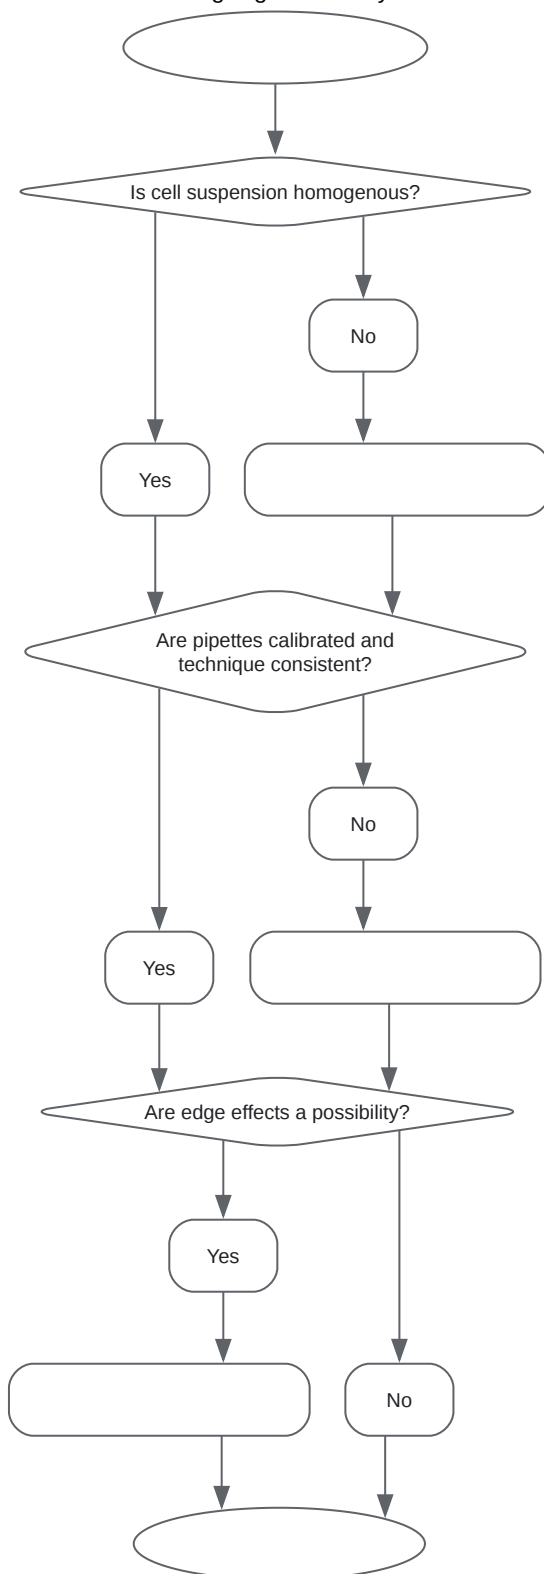 Is cell suspension homogenous?
No
Yes
Are pipettes calibrated and
technique consistent?
No
Yes
Are edge effects a possibility?
Yes
No